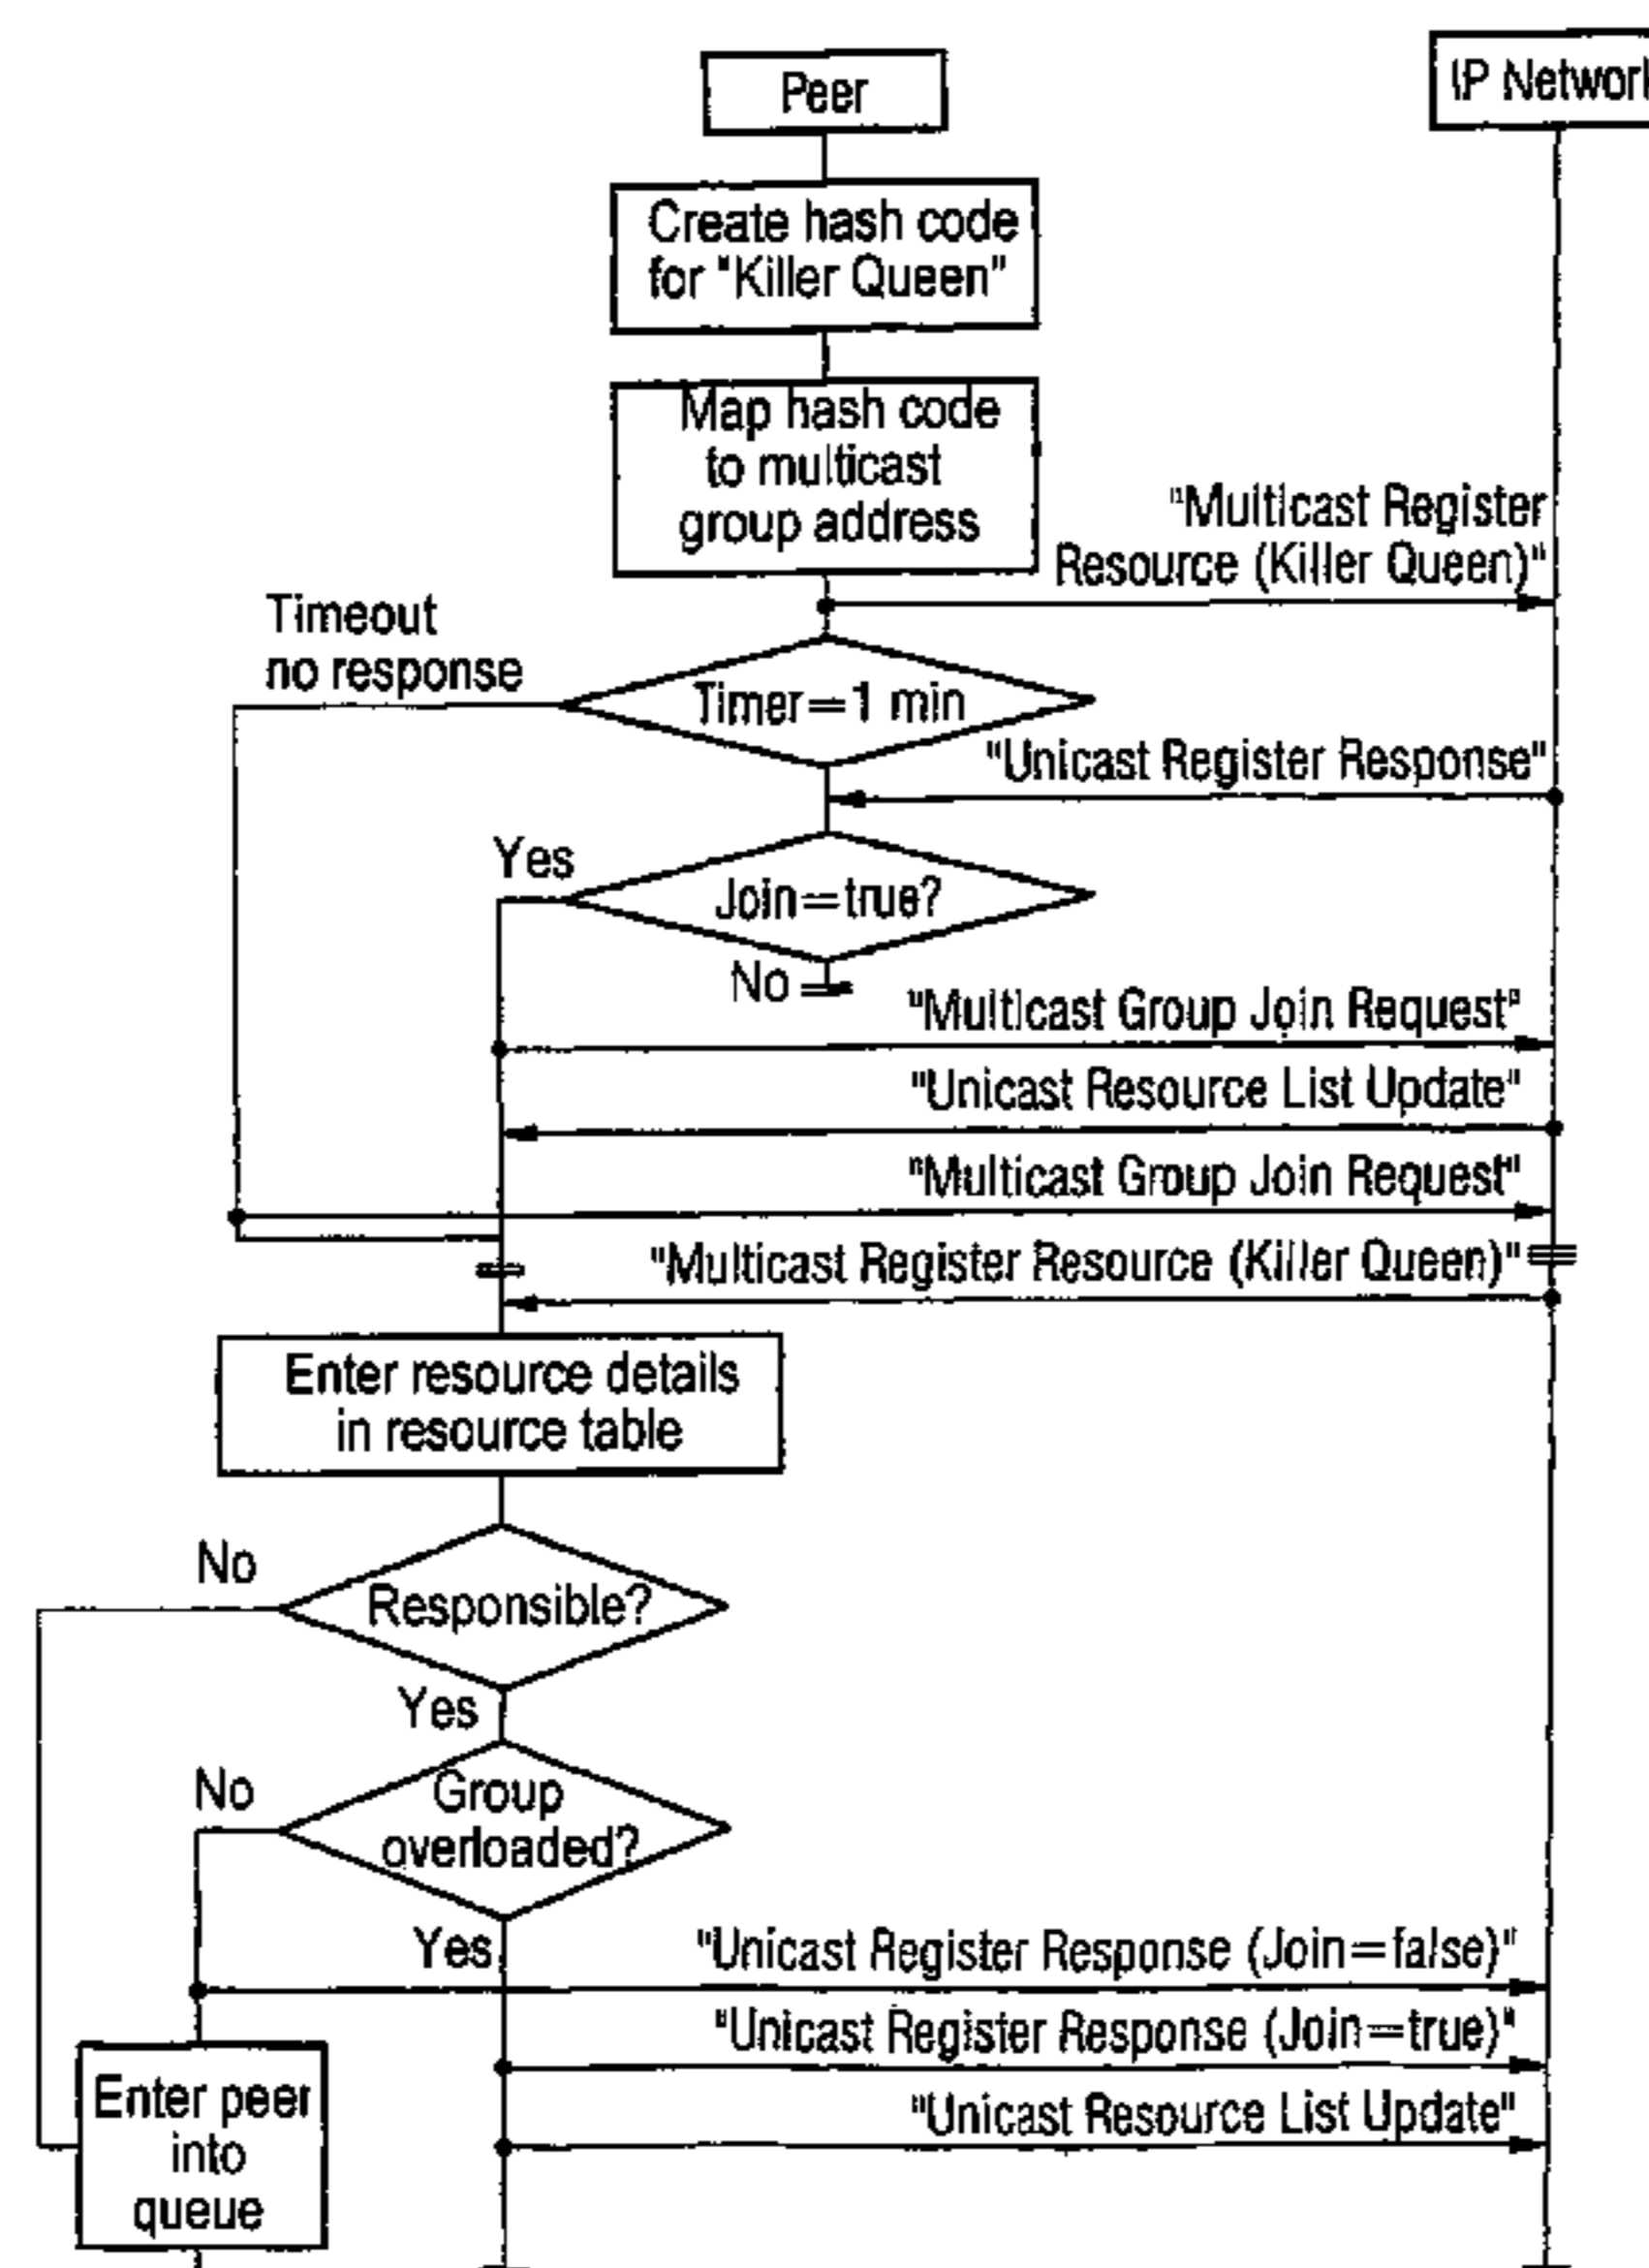 Peer
IP Network
Create hash code
for "Killer Queen"
Map hash code
to multicast
group address
"Multicast Register
Resource (Killer Queen)"
Timeout
no response
Timer=1 min
"Unicast Register Response"
Yes
Join=true?
No
"Multicast Group Join Request"
"Unicast Resource List Update"
"Multicast Group Join Request"
"Multicast Register Resource (Killer Queen)"
Enter resource details
in resource table
No
Responsible?
Yes
No
Group
overloaded?
Yes
"Unicast Register Response (Join=false)"
"Unicast Register Response (Join=true)"
"Unicast Resource List Update"
Enter peer
into
queue